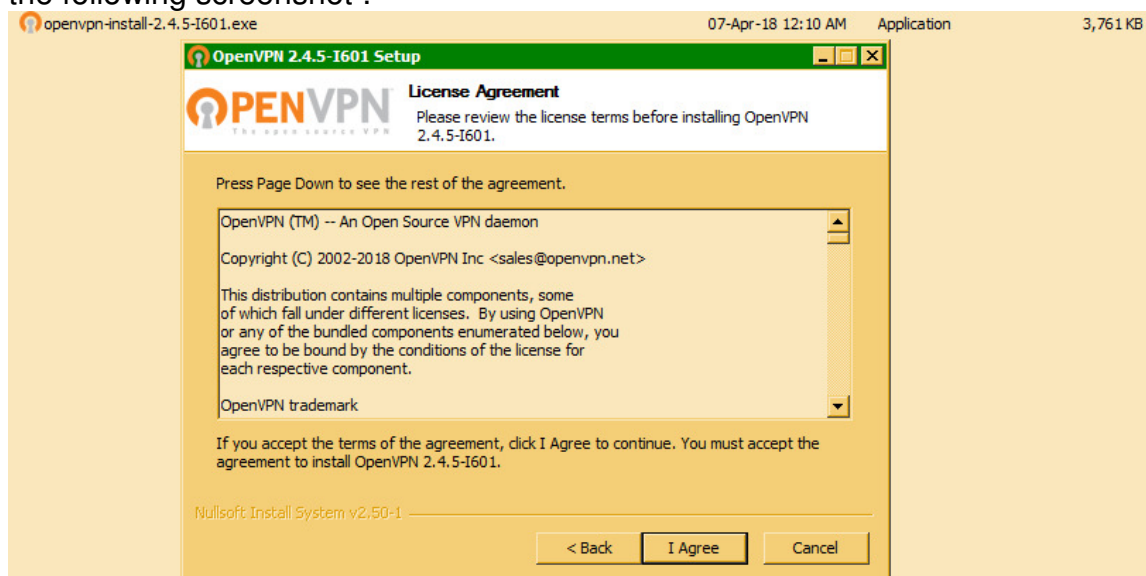 the following screenshot :
openvpn-install-2.4.5-I601.exe 07-Apr-18 12:10 AM Application 3,761 KB
OpenVPN 2.4.5-I601 Setup
OPENVPN
The open source VPN
License Agreement
Please review the license terms before installing OpenVPN
2.4.5-I601.
Press Page Down to see the rest of the agreement.
OpenVPN (TM) -- An Open Source VPN daemon
Copyright (C) 2002-2018 OpenVPN Inc <sales@openvpn.net>
This distribution contains multiple components, some
of which fall under different licenses. By using OpenVPN
or any of the bundled components enumerated below, you
agree to be bound by the conditions of the license for
each respective component.
OpenVPN trademark
If you accept the terms of the agreement, click I Agree to continue. You must accept the
agreement to install OpenVPN 2.4.5-I601.
Nullsoft Install System v2.50-1
< Back I Agree Cancel